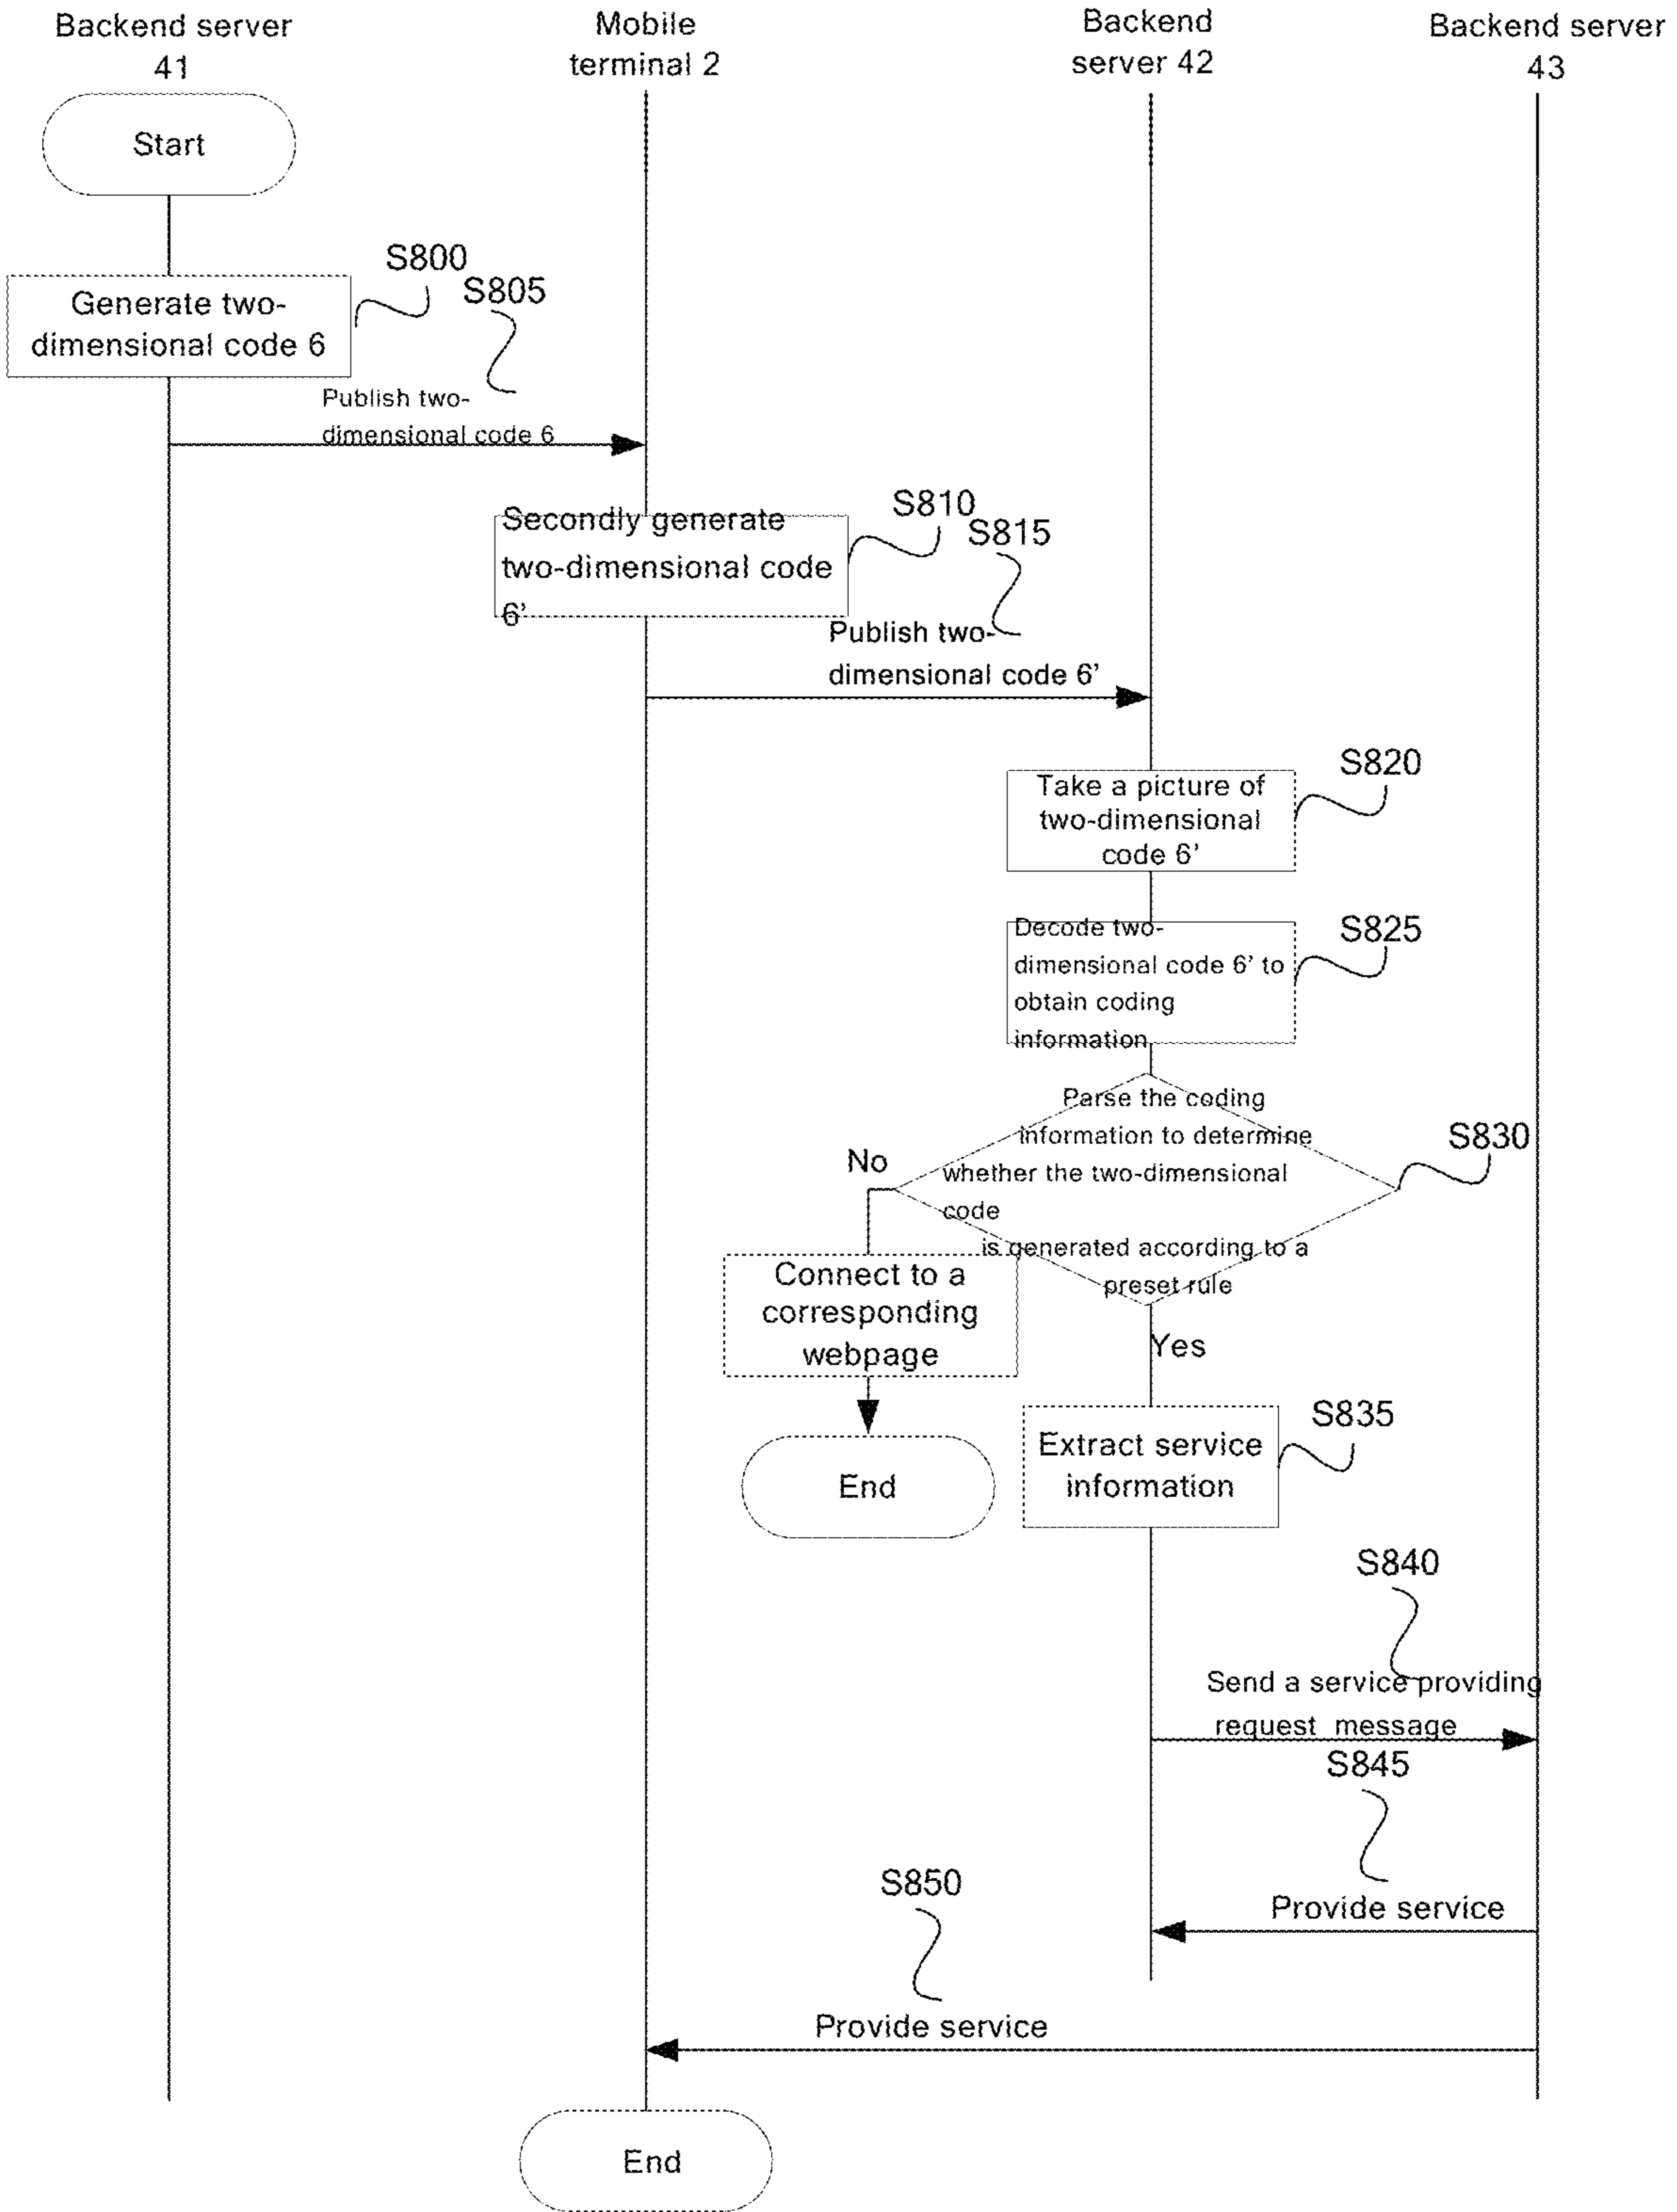 Backend server
41
Mobile
terminal 2
Backend
server 42
Backend server
43
Start
S800
Generate two-
dimensional code 6
S805
Publish two-
dimensional code 6
S810
Secondly generate
two-dimensional code
6’
S815
Publish two-
dimensional code 6’
S820
Take a picture of
two-dimensional
code 6’
S825
Decode two-
dimensional code 6’ to
obtain coding
information
S830
Parse the coding
information to determine
whether the two-dimensional
code
is generated according to a
preset rule
No
Connect to a
corresponding
webpage
End
Yes
S835
Extract service
information
S840
Send a service providing
request message
S845
Provide service
S850
Provide service
End